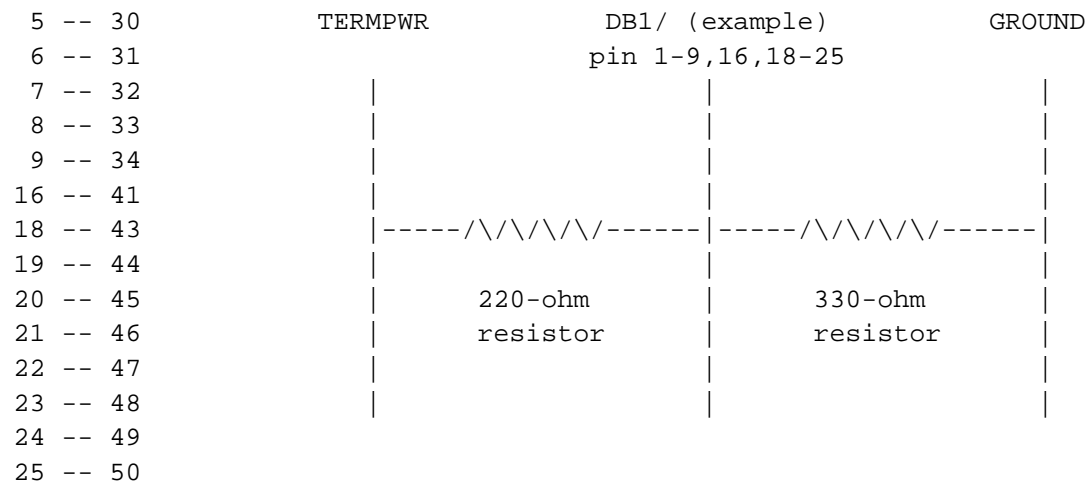 5 -- 30 TERMPWR DB1/ (example) GROUND
6 -- 31 pin 1-9,16,18-25
7 -- 32 | | |
8 -- 33 | | |
9 -- 34 | | |
16 -- 41 | | |
18 -- 43 |-----/\/\/\/\/------|-----/\/\/\/\/------|
19 -- 44 | | |
20 -- 45 | 220-ohm | 330-ohm |
21 -- 46 | resistor | resistor |
22 -- 47 | | |
23 -- 48 | | |
24 -- 49
25 -- 50